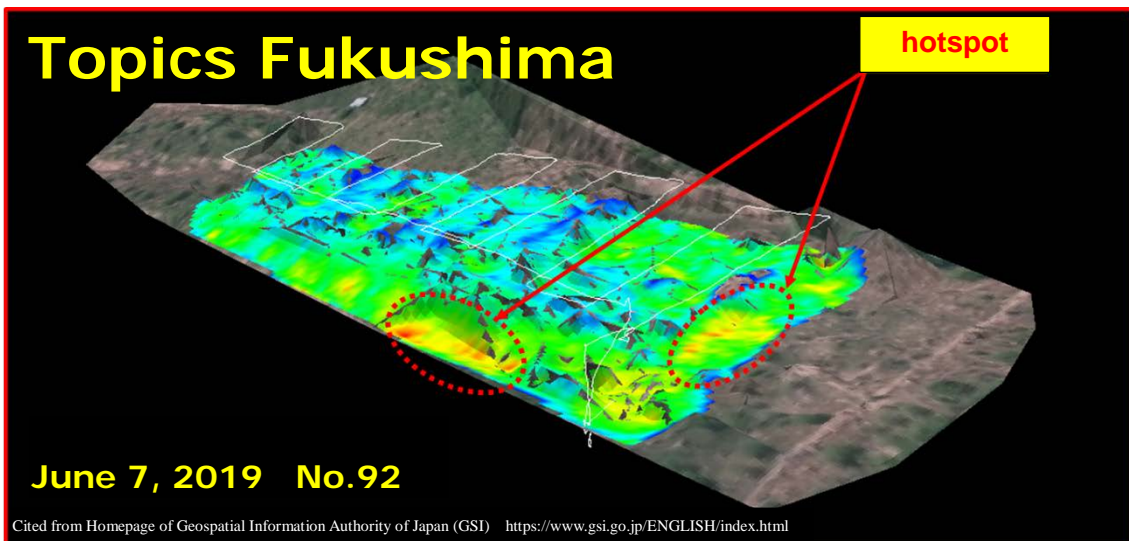 Topics Fukushima
hotspot
June 7, 2019 No.92
Cited from Homepage of Geospatial Information Authority of Japan (GSI) https://www.gsi.go.jp/ENGLISH/index.html